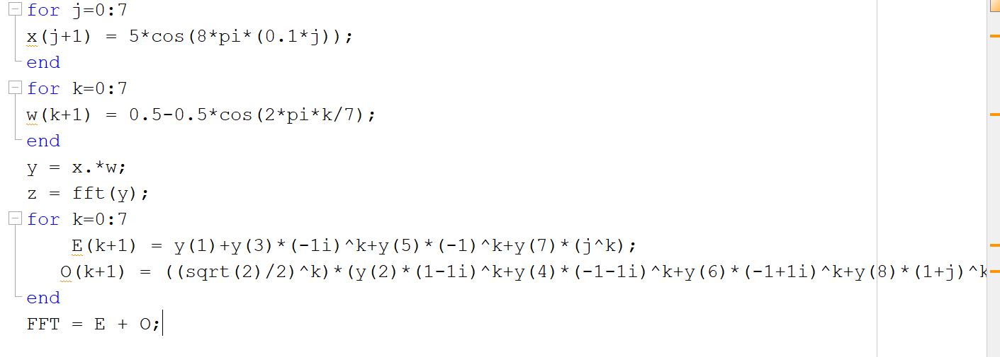 for j=0:7
x(j+1) = 5*cos(8*pi*(0.1*j));
end
for k=0:7
w(k+1) = 0.5-0.5*cos(2*pi*k/7);
end
y = x.*w;
z = fft(y);
for k=0:7
E(k+1) = y(1)+y(3)*(-1i)^k+y(5)*(-1)^k+y(7)*(j^k);
O(k+1) = ((sqrt(2)/2)^k)*(y(2)*(1-1i)^k+y(4)*(-1-1i)^k+y(6)*(-1+1i)^k+y(8)*(1+j)^k
end
FFT = E + O;